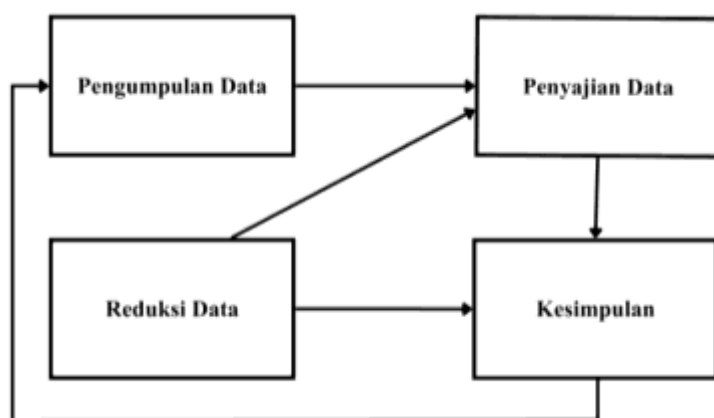 Pengumpulan Data
Penyajian Data
Reduksi Data
Kesimpulan